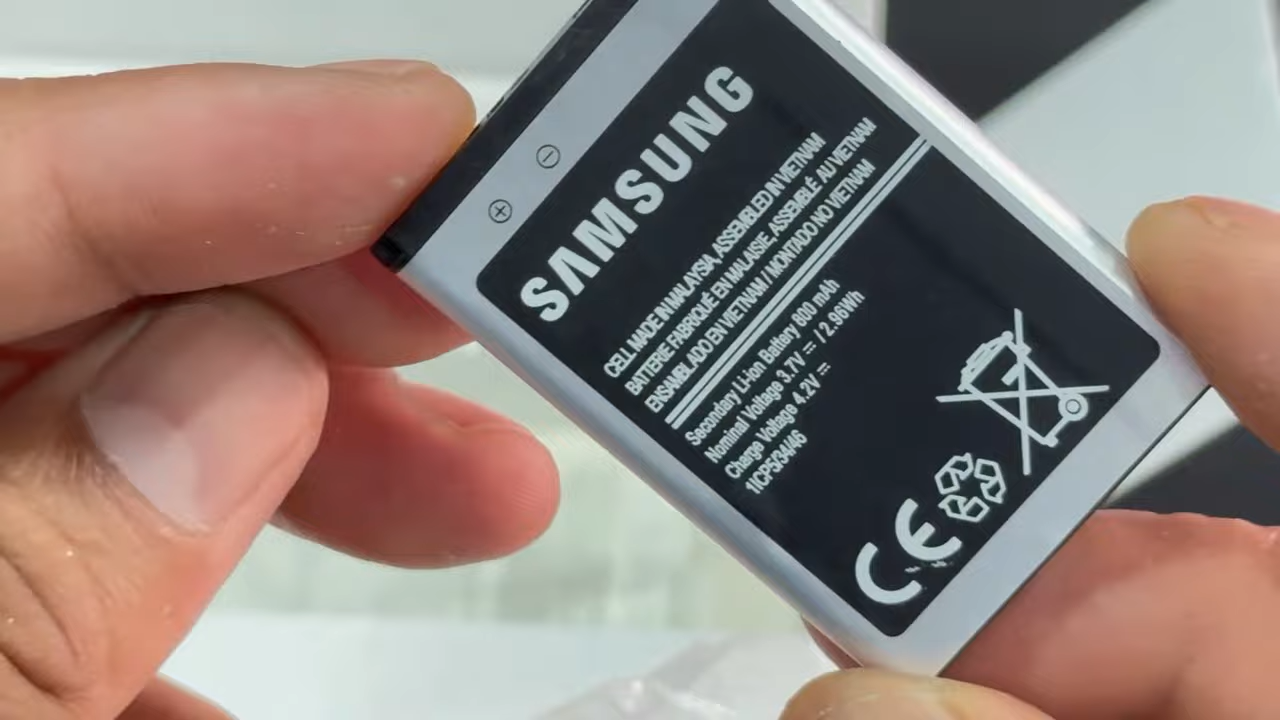 SAMSUNG
CELL MADE IN MALAYSIA, ASSEMBLED IN VIETNAM
BATTERIE FABRIQUÉ EN MALAISIE, ASSEMBLÉ AU VIETNAM
ENSAMBLADO EN VIETNAM / MONTADO NO VIETNAM
Secondary Li-ion Battery 800 mAh
Nominal Voltage 3.7V ⎓ / 2.96Wh
Charge Voltage 4.2V ⎓
1ICP5/34/46
CE